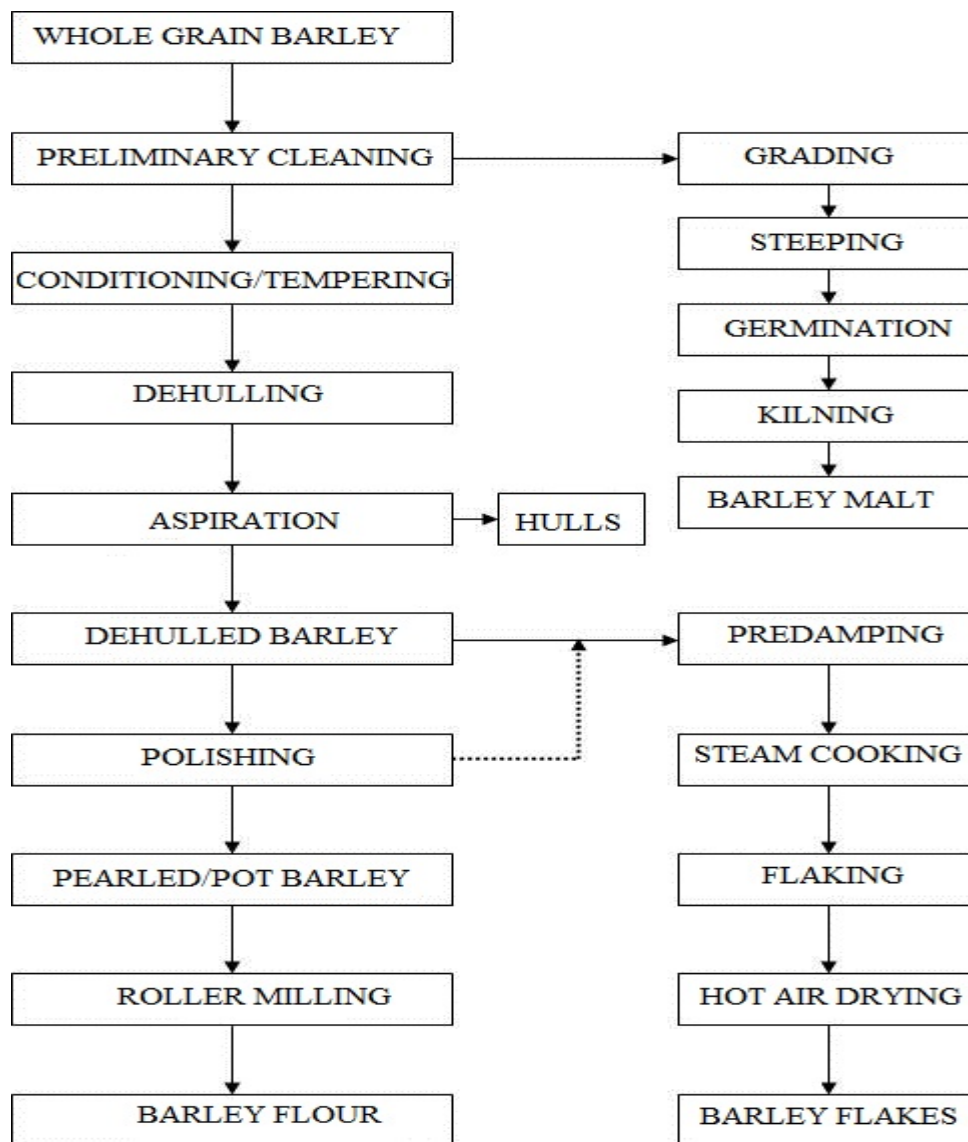 WHOLE GRAIN BARLEY
PRELIMINARY CLEANING
GRADING
STEEPING
CONDITIONING/TEMPERING
GERMINATION
DEHULLING
KILNING
BARLEY MALT
ASPIRATION
HULLS
DEHULLED BARLEY
PREDAMPING
POLISHING
STEAM COOKING
PEARLED/POT BARLEY
FLAKING
ROLLER MILLING
HOT AIR DRYING
BARLEY FLOUR
BARLEY FLAKES